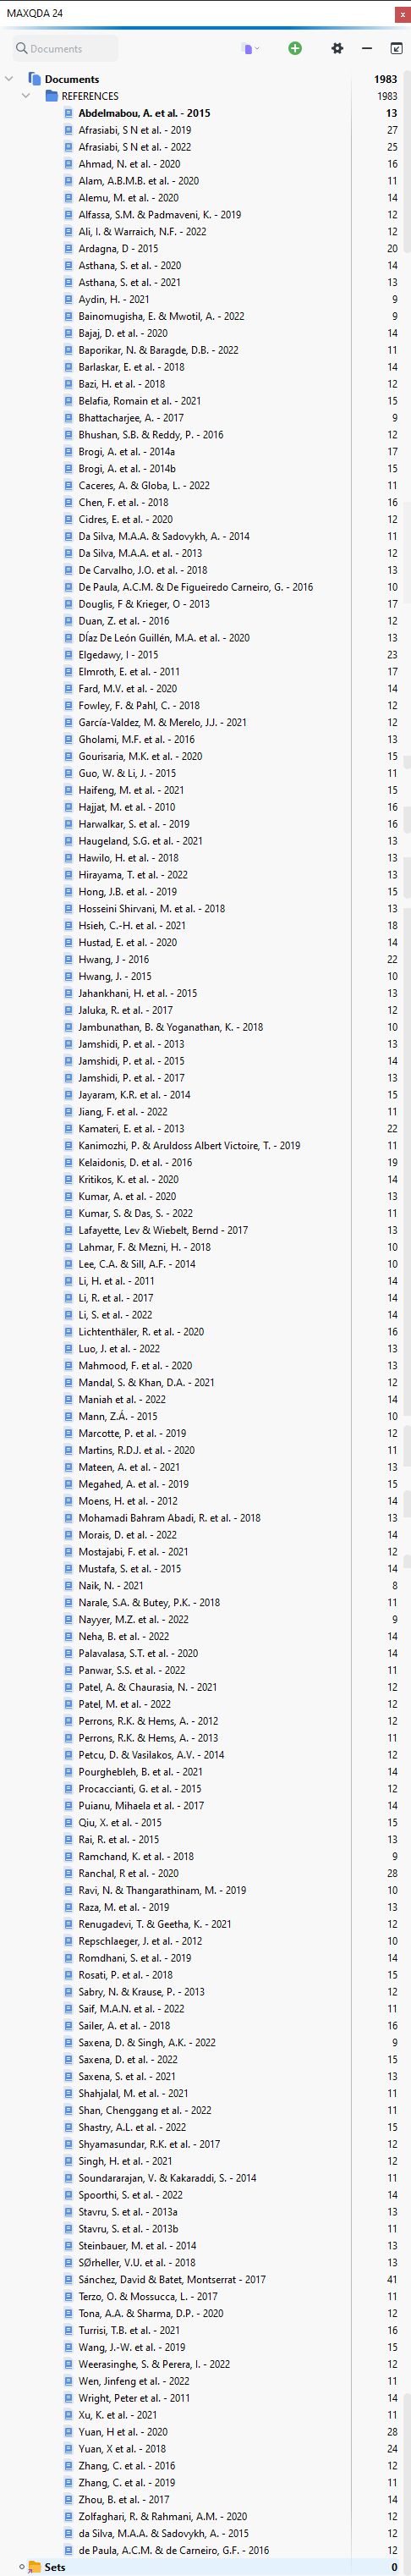 MAXQDA 24
Documents
Documents 1983
REFERENCES 1983
Abdelmabou, A. et al. - 2015 13
Afrasiabi, S N et al. - 2019 27
Afrasiabi, S N et al. - 2022 25
Ahmad, N. et al. - 2020 16
Alam, A.B.M.B. et al. - 2020 11
Alemu, M. et al. - 2020 14
Alfassa, S.M. & Padmaveni, K. - 2019 12
Ali, I. & Warraich, N.F. - 2022 12
Ardagna, D - 2015 20
Asthana, S. et al. - 2020 14
Asthana, S. et al. - 2021 13
Aydin, H. - 2021 9
Bainomugisha, E. & Mwotil, A. - 2022 9
Bajaj, D. et al. - 2020 14
Baporikar, N. & Baragde, D.B. - 2022 11
Barlaskar, E. et al. - 2018 14
Bazi, H. et al. - 2018 12
Belafia, Romain et al. - 2021 15
Bhattacharjee, A. - 2017 9
Bhushan, S.B. & Reddy, P. - 2016 12
Brogi, A. et al. - 2014a 17
Brogi, A. et al. - 2014b 15
Caceres, A. & Globa, L. - 2022 11
Chen, F. et al. - 2018 16
Cidres, E. et al. - 2020 12
Da Silva, M.A.A. & Sadovykh, A. - 2014 11
Da Silva, M.A.A. et al. - 2013 12
De Carvalho, J.O. et al. - 2018 13
De Paula, A.C.M. & De Figueiredo Carneiro, G. - 2016 10
Douglis, F & Krieger, O - 2013 17
Duan, Z. et al. - 2016 12
DÍaz De León Guillén, M.A. et al. - 2020 13
Elgedawy, I - 2015 23
Elmroth, E. et al. - 2011 17
Fard, M.V. et al. - 2020 14
Fowley, F. & Pahl, C. - 2018 12
García-Valdez, M. & Merelo, J.J. - 2021 12
Gholami, M.F. et al. - 2016 13
Gourisaria, M.K. et al. - 2020 15
Guo, W. & Li, J. - 2015 11
Haifeng, M. et al. - 2021 15
Hajjat, M. et al. - 2010 16
Harwalkar, S. et al. - 2019 16
Haugeland, S.G. et al. - 2021 13
Hawilo, H. et al. - 2018 13
Hirayama, T. et al. - 2022 13
Hong, J.B. et al. - 2019 15
Hosseini Shirvani, M. et al. - 2018 13
Hsieh, C.-H. et al. - 2021 18
Hustad, E. et al. - 2020 14
Hwang, J - 2016 22
Hwang, J. - 2015 10
Jahankhani, H. et al. - 2015 13
Jaluka, R. et al. - 2017 12
Jambunathan, B. & Yoganathan, K. - 2018 10
Jamshidi, P. et al. - 2013 13
Jamshidi, P. et al. - 2015 14
Jamshidi, P. et al. - 2017 13
Jayaram, K.R. et al. - 2014 15
Jiang, F. et al. - 2022 11
Kamateri, E. et al. - 2013 22
Kanimozhi, P. & Aruldoss Albert Victoire, T. - 2019 11
Kelaidonis, D. et al. - 2016 19
Kritikos, K. et al. - 2020 14
Kumar, A. et al. - 2020 13
Kumar, S. & Das, S. - 2022 11
Lafayette, Lev & Wiebelt, Bernd - 2017 13
Lahmar, F. & Mezni, H. - 2018 10
Lee, C.A. & Sill, A.F. - 2014 10
Li, H. et al. - 2011 14
Li, R. et al. - 2017 14
Li, S. et al. - 2022 14
Lichtenthäler, R. et al. - 2020 16
Luo, J. et al. - 2022 13
Mahmood, F. et al. - 2020 13
Mandal, S. & Khan, D.A. - 2021 12
Maniah et al. - 2022 14
Mann, Z.Á. - 2015 10
Marcotte, P. et al. - 2019 12
Martins, R.D.J. et al. - 2020 11
Mateen, A. et al. - 2021 13
Megahed, A. et al. - 2019 15
Moens, H. et al. - 2012 14
Mohamadi Bahram Abadi, R. et al. - 2018 13
Morais, D. et al. - 2022 14
Mostajabi, F. et al. - 2021 12
Mustafa, S. et al. - 2015 14
Naik, N. - 2021 8
Narale, S.A. & Butey, P.K. - 2018 11
Nayyer, M.Z. et al. - 2022 9
Neha, B. et al. - 2022 14
Palavalasa, S.T. et al. - 2020 14
Panwar, S.S. et al. - 2022 11
Patel, A. & Chaurasia, N. - 2021 12
Patel, M. et al. - 2022 12
Perrons, R.K. & Hems, A. - 2012 12
Perrons, R.K. & Hems, A. - 2013 11
Petcu, D. & Vasilakos, A.V. - 2014 12
Pourghebleh, B. et al. - 2021 14
Procaccianti, G. et al. - 2015 12
Puianu, Mihaela et al. - 2017 14
Qiu, X. et al. - 2015 15
Rai, R. et al. - 2015 13
Ramchand, K. et al. - 2018 9
Ranchal, R et al. - 2020 28
Ravi, N. & Thangarathinam, M. - 2019 10
Raza, M. et al. - 2019 13
Renugadevi, T. & Geetha, K. - 2021 12
Repschlaeger, J. et al. - 2012 10
Romdhani, S. et al. - 2019 14
Rosati, P. et al. - 2018 15
Sabry, N. & Krause, P. - 2013 12
Saif, M.A.N. et al. - 2022 11
Sailer, A. et al. - 2018 16
Saxena, D. & Singh, A.K. - 2022 9
Saxena, D. et al. - 2022 15
Saxena, S. et al. - 2021 13
Shahjalal, M. et al. - 2021 11
Shan, Chenggang et al. - 2022 11
Shastry, A.L. et al. - 2022 15
Shyamasundar, R.K. et al. - 2017 12
Singh, H. et al. - 2021 12
Soundararajan, V. & Kakaraddi, S. - 2014 11
Spoorthi, S. et al. - 2022 14
Stavru, S. et al. - 2013a 13
Stavru, S. et al. - 2013b 11
Steinbauer, M. et al. - 2014 13
SØrheller, V.U. et al. - 2018 13
Sánchez, David & Batet, Montserrat - 2017 41
Terzo, O. & Mossucca, L. - 2017 11
Tona, A.A. & Sharma, D.P. - 2020 12
Turrisi, T.B. et al. - 2021 16
Wang, J.-W. et al. - 2019 15
Weerasinghe, S. & Perera, I. - 2022 12
Wen, Jinfeng et al. - 2022 11
Wright, Peter et al. - 2011 14
Xu, K. et al. - 2021 11
Yuan, H et al. - 2020 28
Yuan, X et al. - 2018 24
Zhang, C. et al. - 2016 12
Zhang, C. et al. - 2019 11
Zhou, B. et al. - 2017 14
Zolfaghari, R. & Rahmani, A.M. - 2020 12
da Silva, M.A.A. & Sadovykh, A. - 2015 12
de Paula, A.C.M. & de Carneiro, G.F. - 2016 12
Sets 0